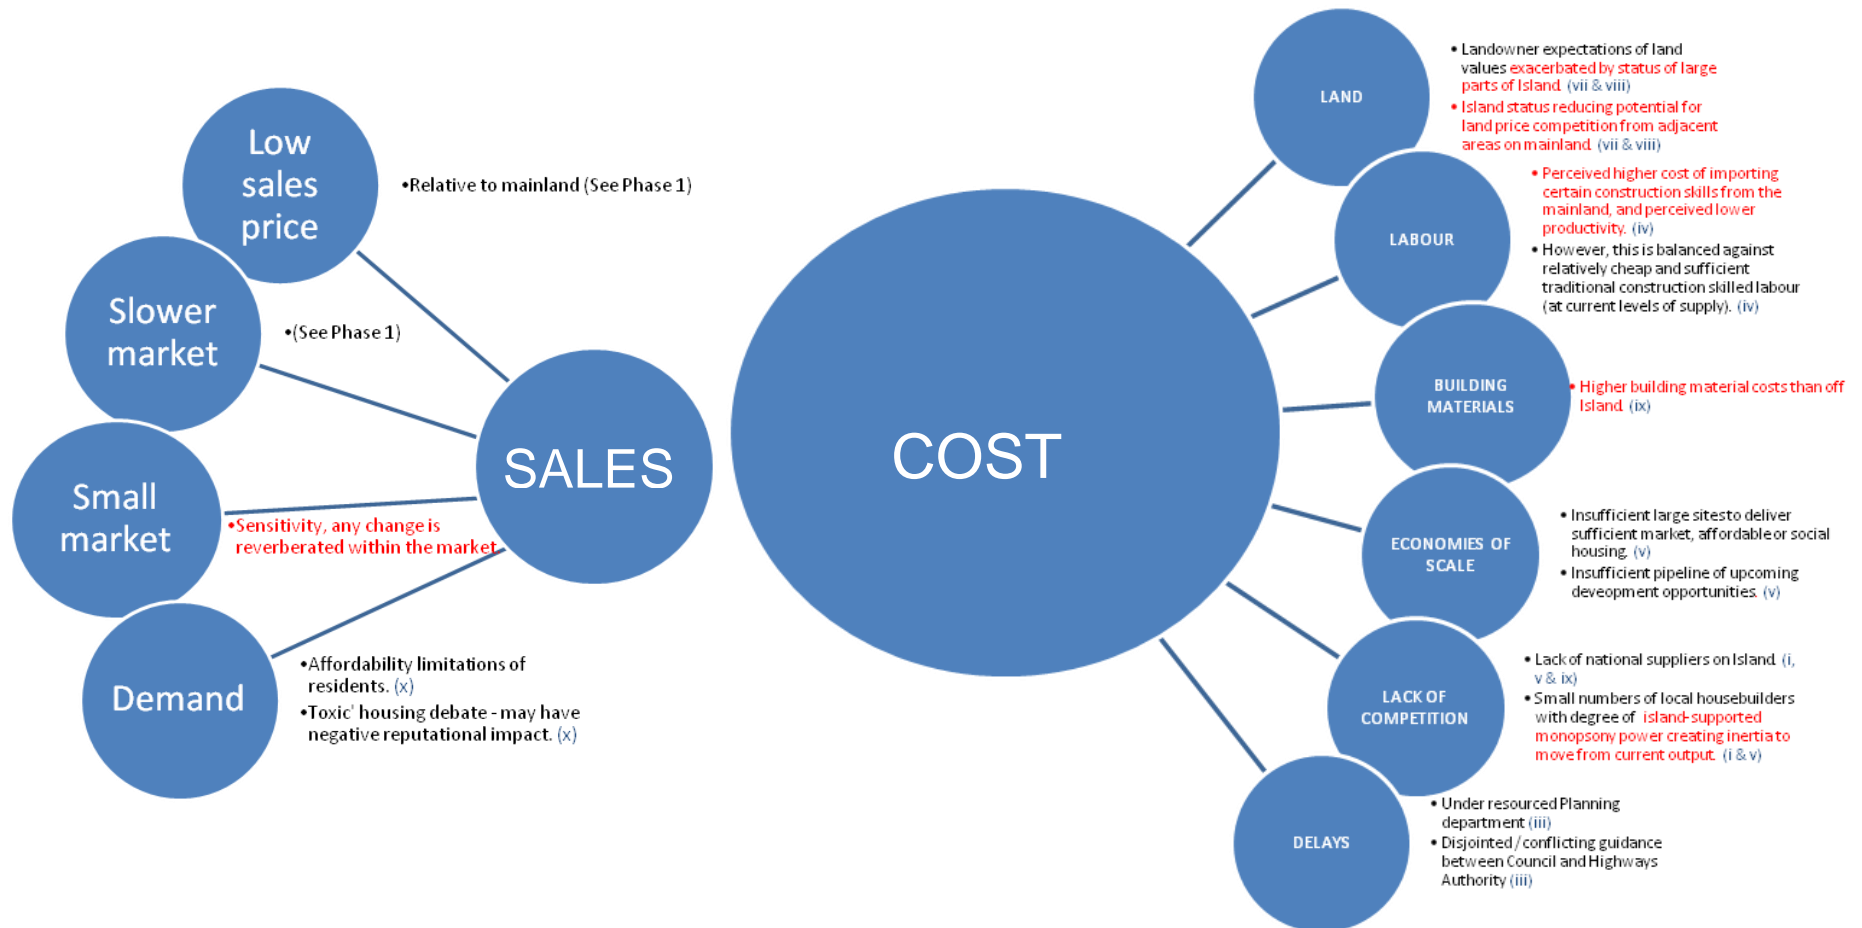 Low
sales
price
•Relative to mainland (See Phase 1)
Slower
market
•(See Phase 1)
Small
market
•Sensitivity, any change is
reverberated within the market
Demand
•Affordability limitations of
residents. (x)
•Toxic' housing debate - may have
negative reputational impact. (x)
SALES
COST
LAND
• Landowner expectations of land
values exacerbated by status of large
parts of Island. (vii & viii)
• Island status reducing potential for
land price competition from adjacent
areas on mainland. (vii & viii)
LABOUR
• Perceived higher cost of importing
certain construction skills from the
mainland, and perceived lower
productivity. (iv)
• However, this is balanced against
relatively cheap and sufficient
traditional construction skilled labour
(at current levels of supply). (iv)
BUILDING
MATERIALS
• Higher building material costs than off
Island. (ix)
ECONOMIES OF
SCALE
• Insufficient large sites to deliver
sufficient market, affordable or social
housing. (v)
• Insufficient pipeline of upcoming
deveopment opportunities. (v)
LACK OF
COMPETITION
• Lack of national suppliers on Island. (i,
v & ix)
• Small numbers of local housebuilders
with degree of island-supported
monopsony power creating inertia to
move from current output. (i & v)
DELAYS
• Under resourced Planning
department (iii)
• Disjointed / conflicting guidance
between Council and Highways
Authority (iii)